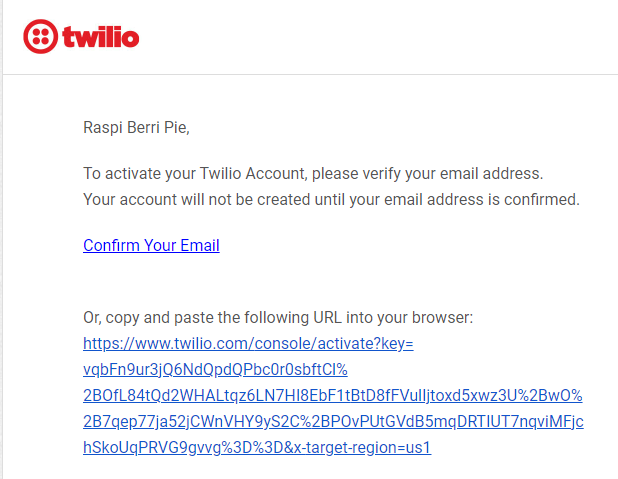 twilio
Raspi Berri Pie,
To activate your Twilio Account, please verify your email address.
Your account will not be created until your email address is confirmed.
Confirm Your Email
Or, copy and paste the following URL into your browser:
https://www.twilio.com/console/activate?key=
vqbFn9ur3jQ6NdQpdQPbc0r0sbftCI%
2BOfL84tQd2WHALtqz6LN7HI8EbF1tBtD8fFVulIjtoxd5xwz3U%2BwO%
2B7qep77ja52jCWnVHY9yS2C%2BPOvPUtGVdB5mqDRTIUT7nqviMFjc
hSkoUqPRVG9gvvg%3D%3D&x-target-region=us1